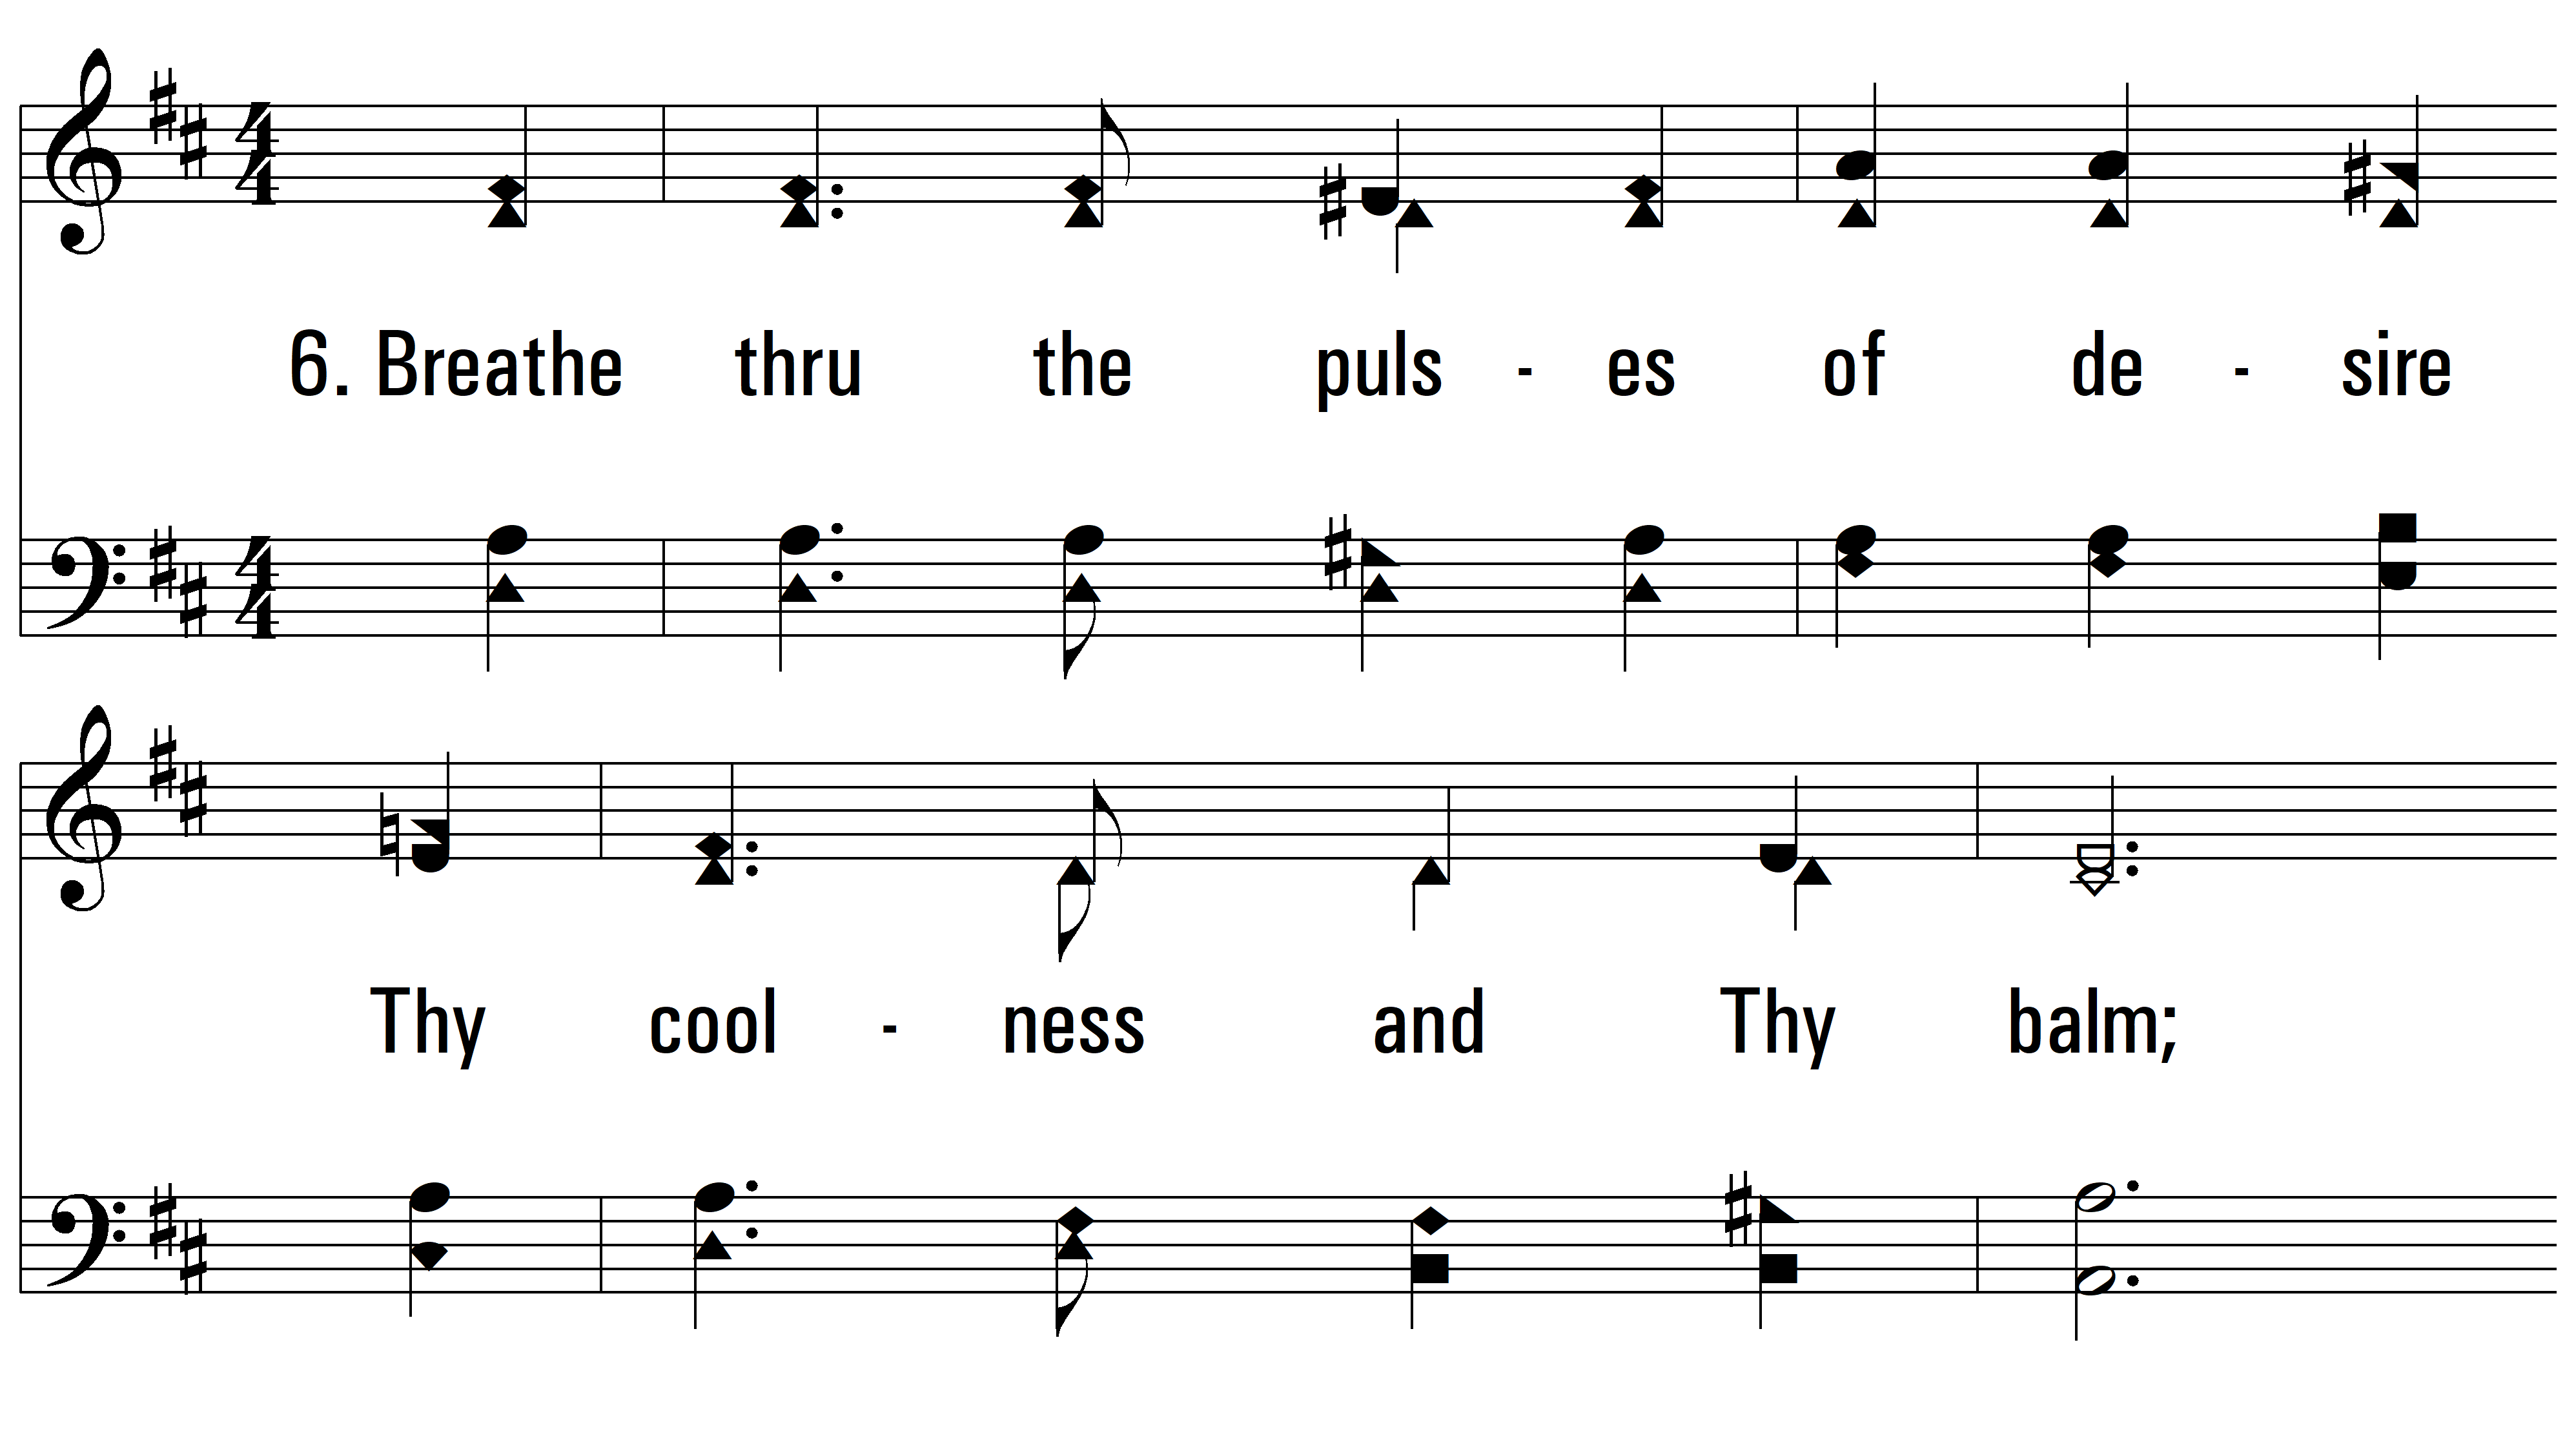 6. Breathe thru the puls - es of de - sire
Thy cool - ness and Thy balm;